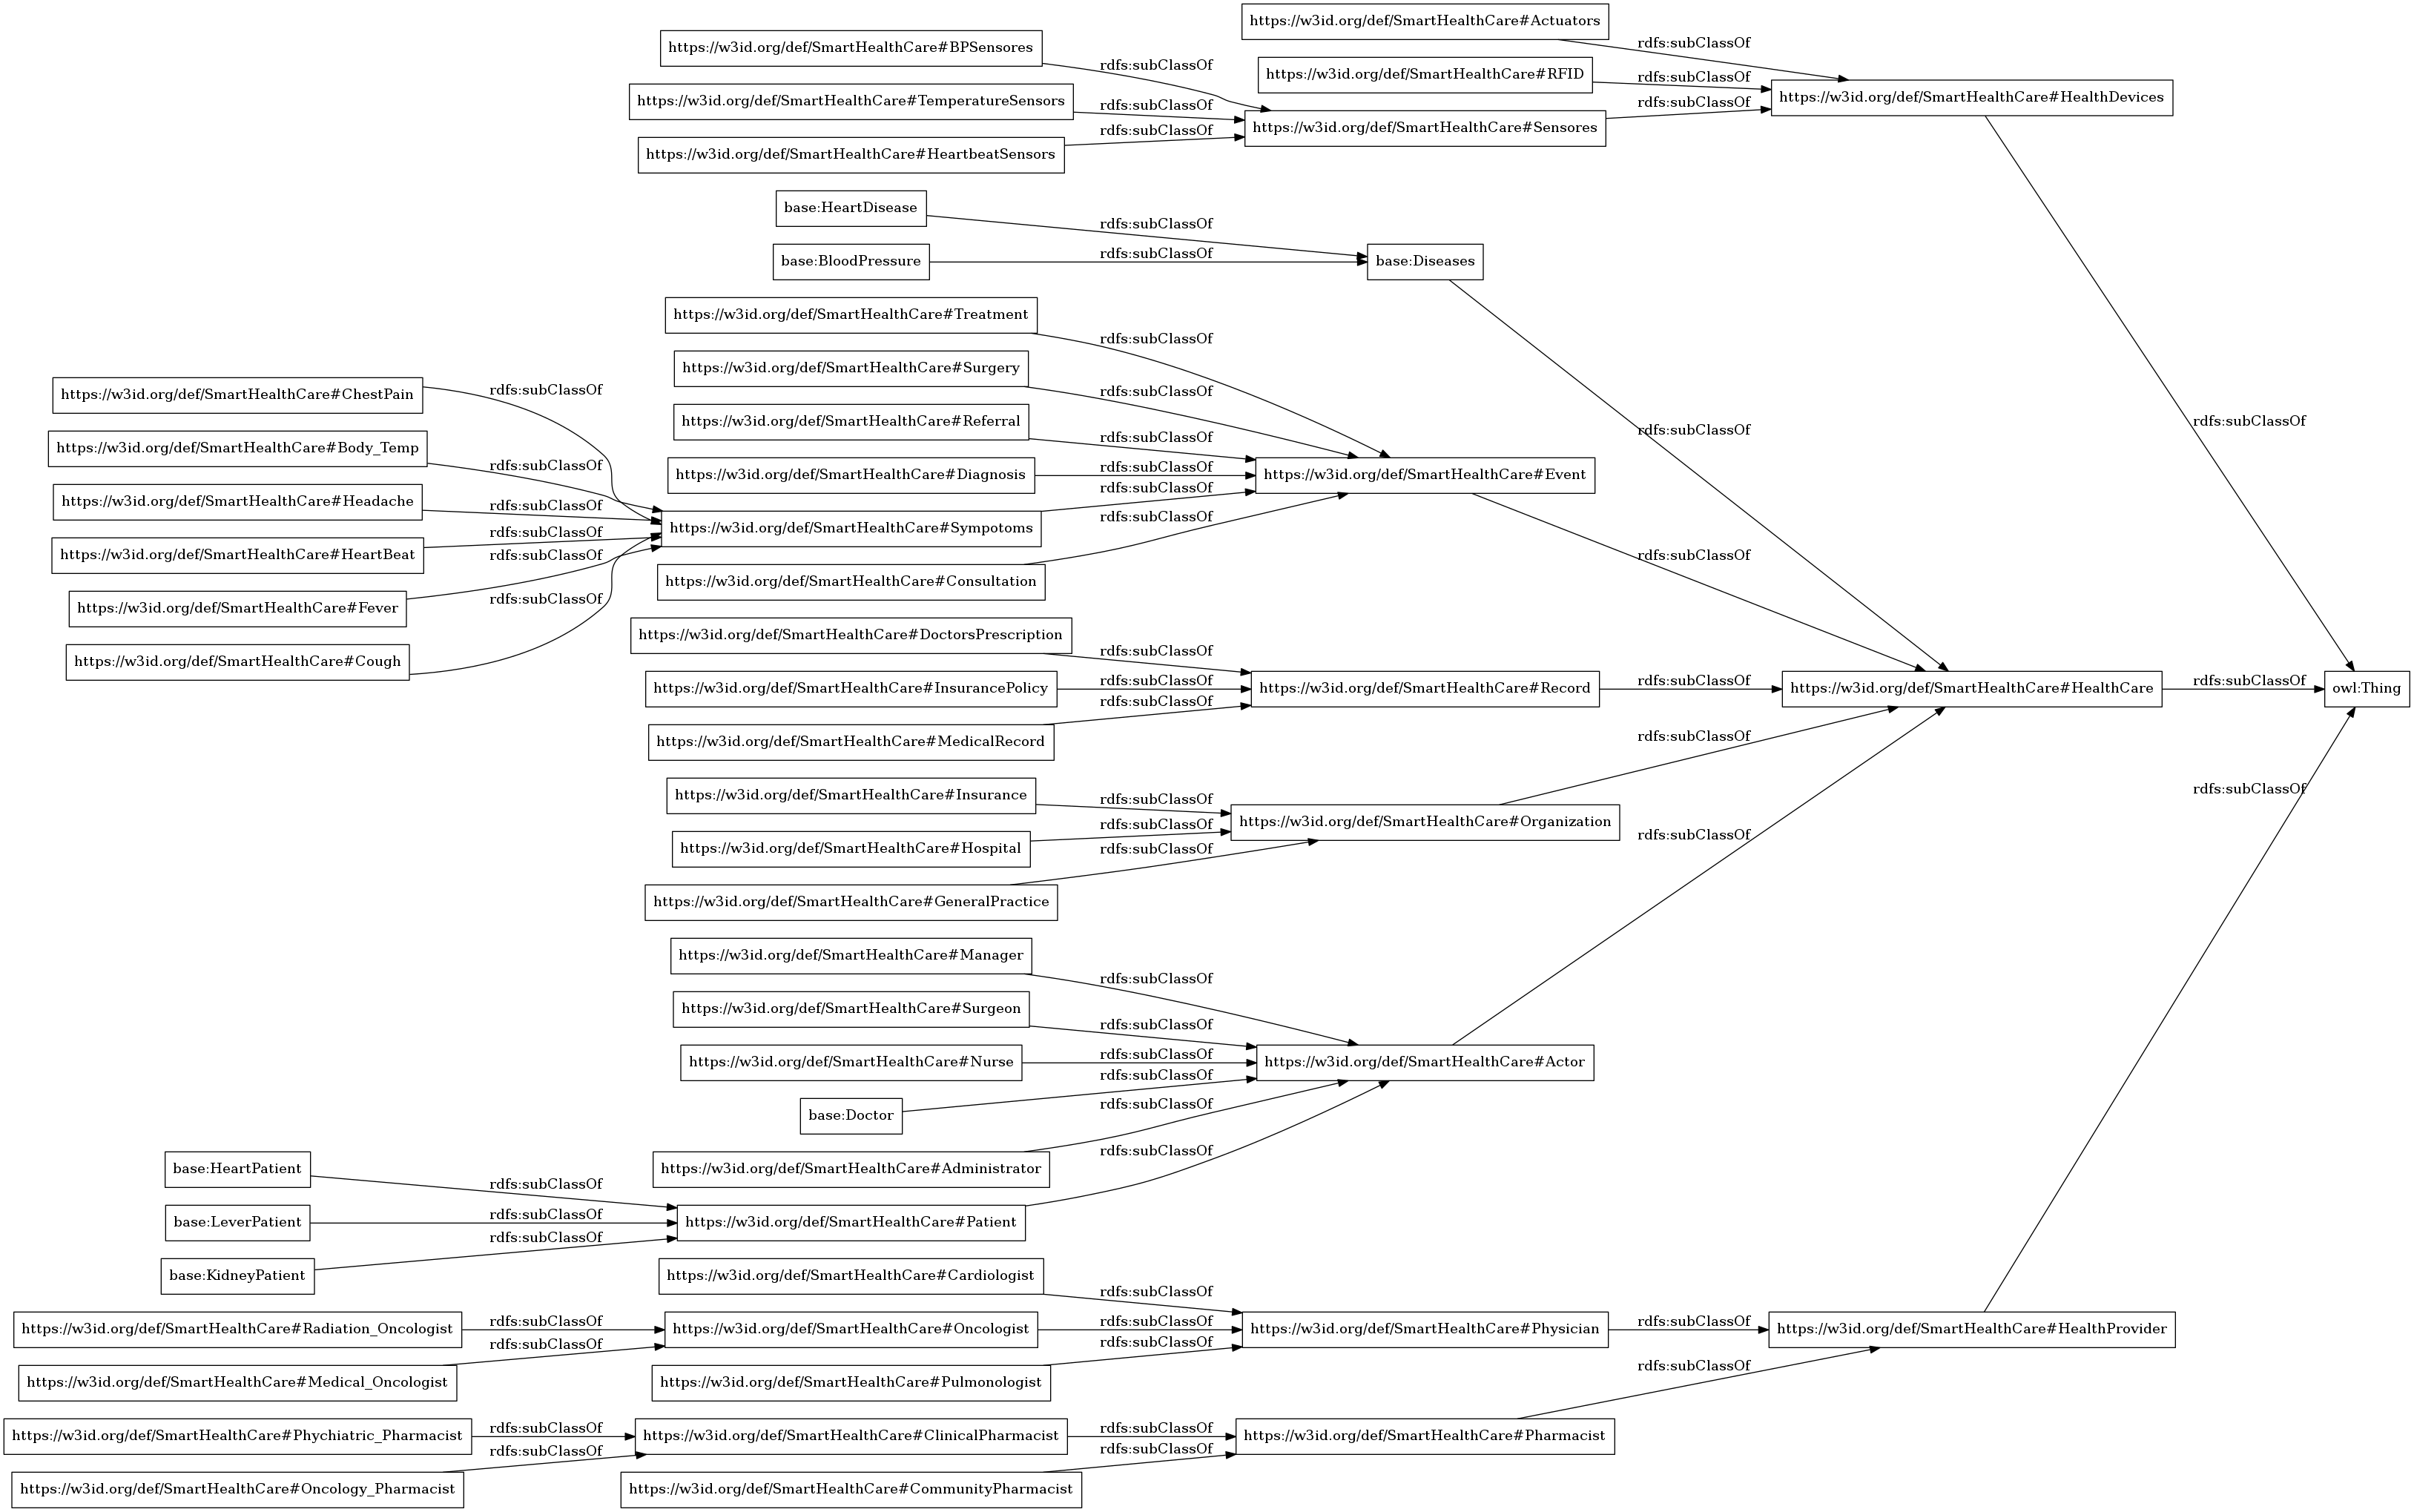 https://w3id.org/def/SmartHealthCare#Actuators
https://w3id.org/def/SmartHealthCare#BPSensores
rdfs:subClassOf
rdfs:subClassOf
https://w3id.org/def/SmartHealthCare#RFID
rdfs:subClassOf
https://w3id.org/def/SmartHealthCare#HealthDevices
https://w3id.org/def/SmartHealthCare#TemperatureSensors
rdfs:subClassOf
rdfs:subClassOf
https://w3id.org/def/SmartHealthCare#Sensores
rdfs:subClassOf
https://w3id.org/def/SmartHealthCare#HeartbeatSensors
base:HeartDisease
rdfs:subClassOf
base:BloodPressure
rdfs:subClassOf
base:Diseases
https://w3id.org/def/SmartHealthCare#Treatment
rdfs:subClassOf
https://w3id.org/def/SmartHealthCare#Surgery
rdfs:subClassOf
https://w3id.org/def/SmartHealthCare#ChestPain
rdfs:subClassOf
https://w3id.org/def/SmartHealthCare#Referral
rdfs:subClassOf
rdfs:subClassOf
rdfs:subClassOf
https://w3id.org/def/SmartHealthCare#Body_Temp
rdfs:subClassOf
https://w3id.org/def/SmartHealthCare#Diagnosis
rdfs:subClassOf
https://w3id.org/def/SmartHealthCare#Event
rdfs:subClassOf
https://w3id.org/def/SmartHealthCare#Headache
rdfs:subClassOf
https://w3id.org/def/SmartHealthCare#Sympotoms
rdfs:subClassOf
https://w3id.org/def/SmartHealthCare#HeartBeat
rdfs:subClassOf
rdfs:subClassOf
rdfs:subClassOf
https://w3id.org/def/SmartHealthCare#Consultation
https://w3id.org/def/SmartHealthCare#Fever
rdfs:subClassOf
https://w3id.org/def/SmartHealthCare#DoctorsPrescription
rdfs:subClassOf
https://w3id.org/def/SmartHealthCare#Cough
https://w3id.org/def/SmartHealthCare#InsurancePolicy
rdfs:subClassOf
https://w3id.org/def/SmartHealthCare#Record
rdfs:subClassOf
https://w3id.org/def/SmartHealthCare#HealthCare
rdfs:subClassOf
owl:Thing
rdfs:subClassOf
https://w3id.org/def/SmartHealthCare#MedicalRecord
rdfs:subClassOf
https://w3id.org/def/SmartHealthCare#Insurance
rdfs:subClassOf
rdfs:subClassOf
https://w3id.org/def/SmartHealthCare#Organization
rdfs:subClassOf
rdfs:subClassOf
https://w3id.org/def/SmartHealthCare#Hospital
rdfs:subClassOf
https://w3id.org/def/SmartHealthCare#GeneralPractice
https://w3id.org/def/SmartHealthCare#Manager
rdfs:subClassOf
https://w3id.org/def/SmartHealthCare#Surgeon
rdfs:subClassOf
https://w3id.org/def/SmartHealthCare#Nurse
rdfs:subClassOf
https://w3id.org/def/SmartHealthCare#Actor
rdfs:subClassOf
base:Doctor
rdfs:subClassOf
base:HeartPatient
https://w3id.org/def/SmartHealthCare#Administrator
rdfs:subClassOf
rdfs:subClassOf
base:LeverPatient
rdfs:subClassOf
https://w3id.org/def/SmartHealthCare#Patient
rdfs:subClassOf
base:KidneyPatient
https://w3id.org/def/SmartHealthCare#Cardiologist
rdfs:subClassOf
https://w3id.org/def/SmartHealthCare#Radiation_Oncologist
rdfs:subClassOf
https://w3id.org/def/SmartHealthCare#Oncologist
rdfs:subClassOf
https://w3id.org/def/SmartHealthCare#Physician
rdfs:subClassOf
https://w3id.org/def/SmartHealthCare#HealthProvider
rdfs:subClassOf
rdfs:subClassOf
https://w3id.org/def/SmartHealthCare#Medical_Oncologist
https://w3id.org/def/SmartHealthCare#Pulmonologist
rdfs:subClassOf
https://w3id.org/def/SmartHealthCare#Phychiatric_Pharmacist
rdfs:subClassOf
https://w3id.org/def/SmartHealthCare#ClinicalPharmacist
rdfs:subClassOf
https://w3id.org/def/SmartHealthCare#Pharmacist
rdfs:subClassOf
rdfs:subClassOf
https://w3id.org/def/SmartHealthCare#Oncology_Pharmacist
https://w3id.org/def/SmartHealthCare#CommunityPharmacist